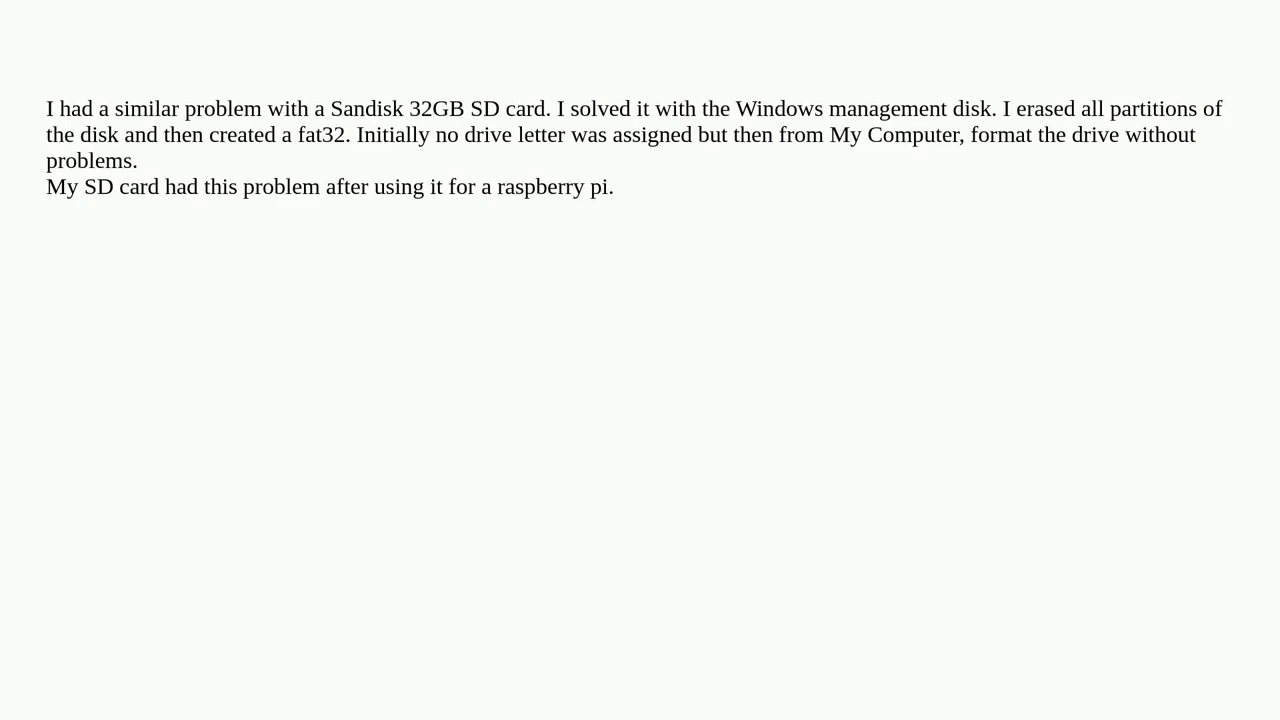 I had a similar problem with a Sandisk 32GB SD card. I solved it with the Windows management disk. I erased all partitions of
the disk and then created a fat32. Initially no drive letter was assigned but then from My Computer, format the drive without
problems.
My SD card had this problem after using it for a raspberry pi.